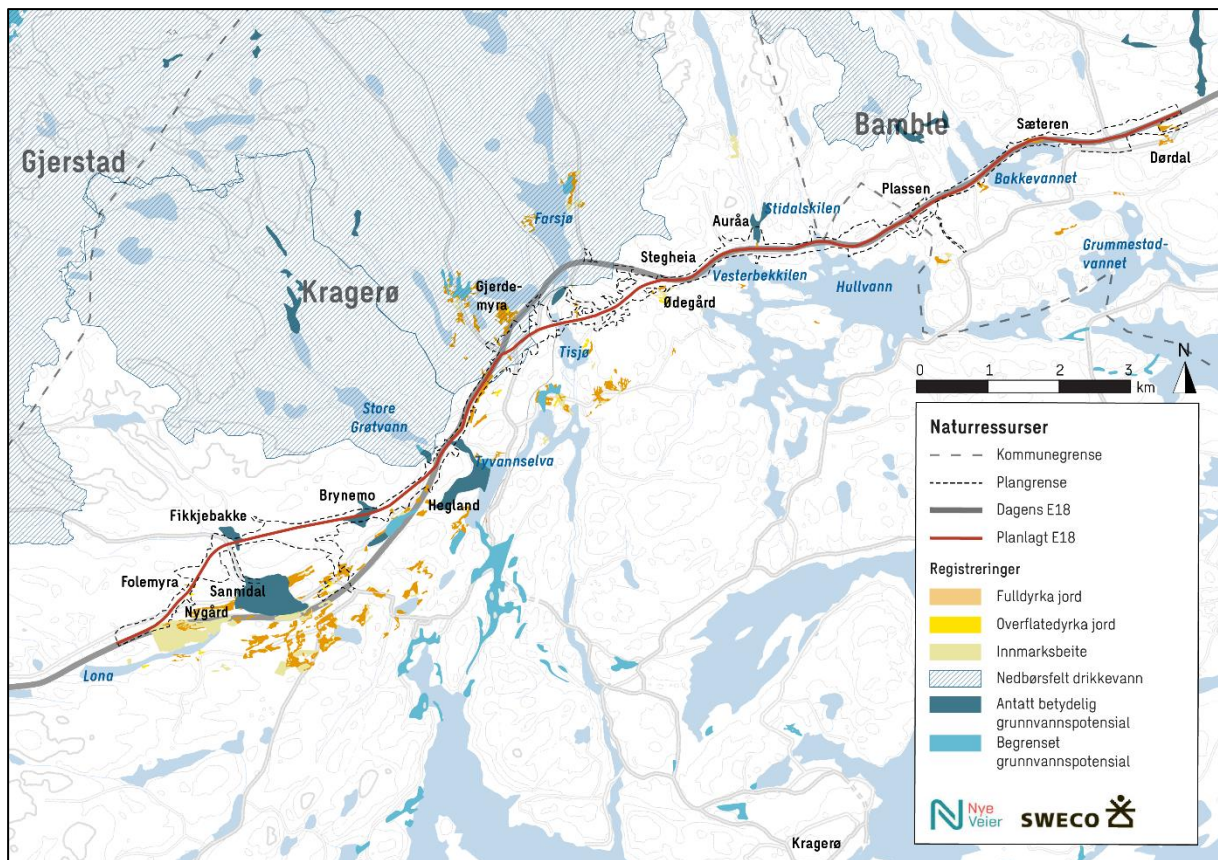 Gjerstad
Kragerø
Bamble
Sæteren
Dørdal
Bakkevannet
Plassen
Stidalskilen
Auråa
Grummestad-
vannet
Farsjø
Stegheia
Vesterbekkilen
Hullvann
Ødegård
Gjerde-
myra
Tisjø
Store
Grøtvann
Tyvannselva
Brynemo
Hegland
Fikkjebakke
Folemyra
Sannidal
Nygård
Lona
Kragerø
N
0 1 2 3
km
Naturressurser
Kommunegrense
Plangrense
Dagens E18
Planlagt E18
Registreringer
Fulldyrka jord
Overflatedyrka jord
Innmarksbeite
Nedbørsfelt drikkevann
Antatt betydelig
grunnvannspotensial
Begrenset
grunnvannspotensial
Nye
Veier
SWECO